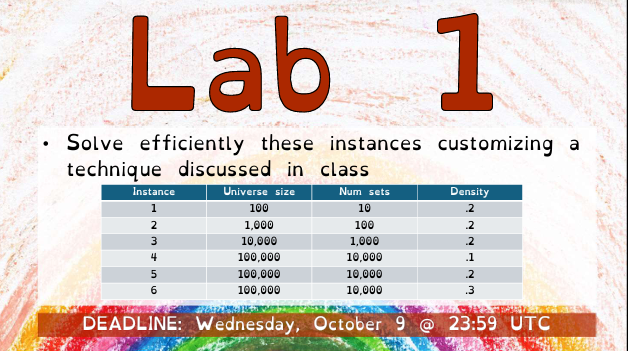 Lab 1
• Solve efficiently these instances customizing a
technique discussed in class
Instance Universe size Num sets Density
1 100 10 .2
2 1,000 100 .2
3 10,000 1,000 .2
4 100,000 10,000 .1
5 100,000 10,000 .2
6 100,000 10,000 .3
DEADLINE: Wednesday, October 9 @ 23:59 UTC